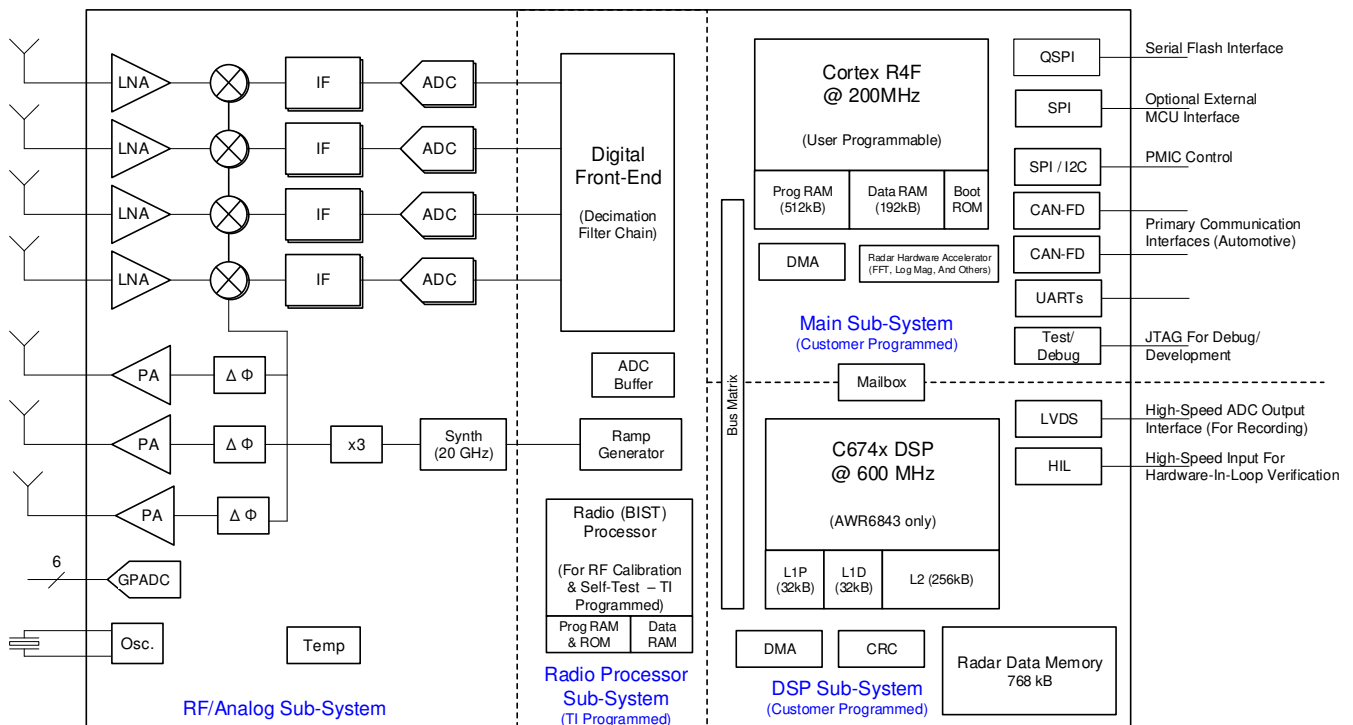 LNA
IF
ADC
LNA
IF
ADC
LNA
IF
ADC
LNA
IF
ADC
PA
Δ Φ
PA
Δ Φ
x3
Synth
(20 GHz)
PA
Δ Φ
6
GPADC
Osc.
Temp
RF/Analog Sub-System
Digital
Front-End
(Decimation
Filter Chain)
ADC
Buffer
Ramp
Generator
Radio (BIST)
Processor
(For RF Calibration
& Self-Test – TI
Programmed)
Prog RAM
& ROM
Data
RAM
Radio Processor
Sub-System
(TI Programmed)
Bus Matrix
Cortex R4F
@ 200MHz
(User Programmable)
Prog RAM
(512kB)
Data RAM
(192kB)
Boot
ROM
DMA
Radar Hardware Accelerator
(FFT, Log Mag, And Others)
Main Sub-System
(Customer Programmed)
Mailbox
C674x DSP
@ 600 MHz
(AWR6843 only)
L1P
(32kB)
L1D
(32kB)
L2 (256kB)
DMA
CRC
DSP Sub-System
(Customer Programmed)
Radar Data Memory
768 kB
QSPI
Serial Flash Interface
SPI
Optional External
MCU Interface
SPI / I2C
PMIC Control
CAN-FD
Primary Communication
Interfaces (Automotive)
CAN-FD
UARTs
Test/
Debug
JTAG For Debug/
Development
LVDS
High-Speed ADC Output
Interface (For Recording)
HIL
High-Speed Input For
Hardware-In-Loop Verification